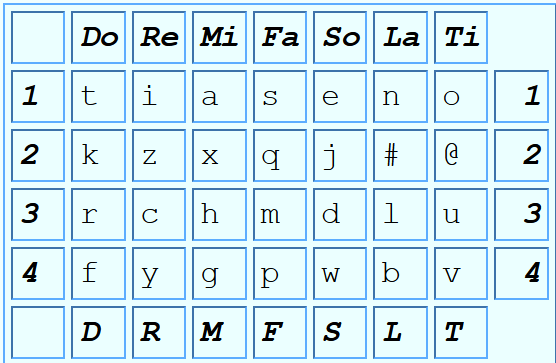 Do Re Mi Fa So La Ti
1 t i a s e n o 1
2 k z x q j # @ 2
3 r c h m d l u 3
4 f y g p w b v 4
D R M F S L T